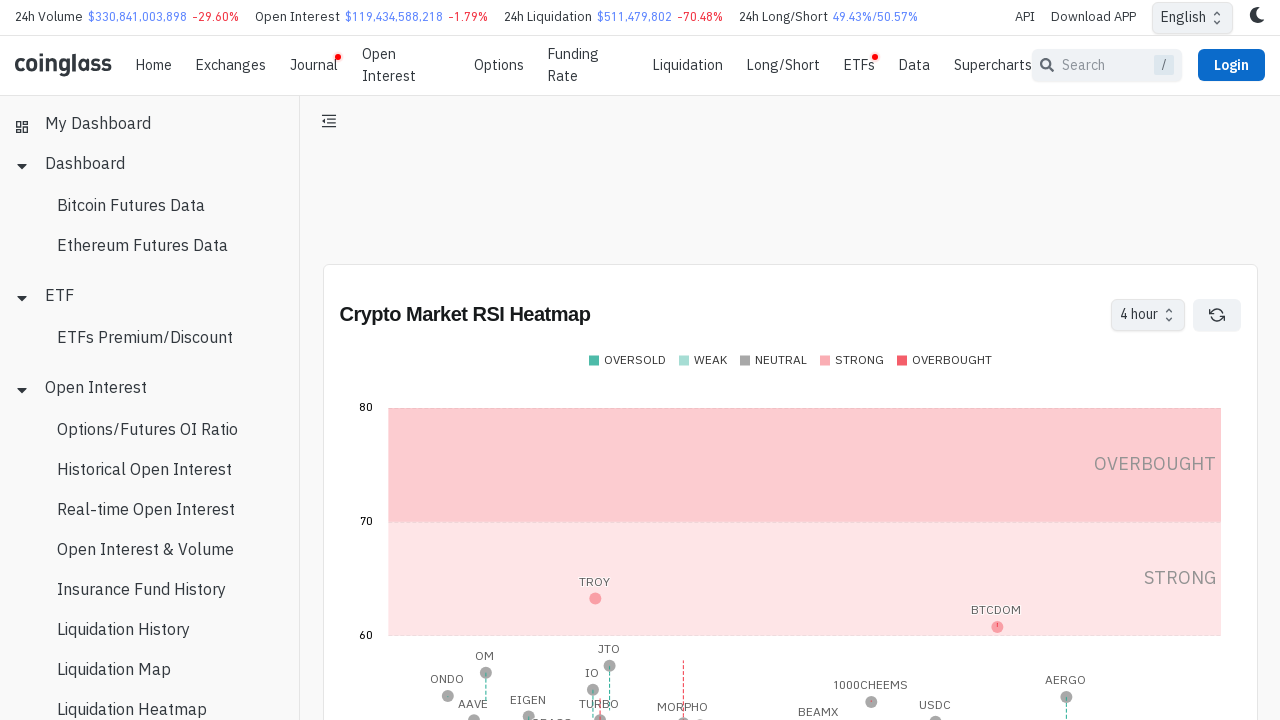 24h Volume $330,841,003,898 -29.60% Open Interest $119,434,588,218 -1.79% 24h Liquidation $511,479,802 -70.48% 24h Long/Short 49.43%/50.57% API Download APP English
coinglass Home Exchanges Journal Open Interest Options Funding Rate Liquidation Long/Short ETFs Data Supercharts Search / Login
My Dashboard
Dashboard
Bitcoin Futures Data
Ethereum Futures Data
ETF
ETFs Premium/Discount
Open Interest
Options/Futures OI Ratio
Historical Open Interest
Real-time Open Interest
Open Interest & Volume
Insurance Fund History
Liquidation History
Liquidation Map
Liquidation Heatmap
Crypto Market RSI Heatmap 4 hour
OVERSOLD WEAK NEUTRAL STRONG OVERBOUGHT
80
OVERBOUGHT
70
STRONG
TROY
BTCDOM
60
JTO
OM
IO
ONDO
AERGO
1000CHEEMS
EIGEN
AAVE
TURBO
MORPHO
USDC
BEAMX